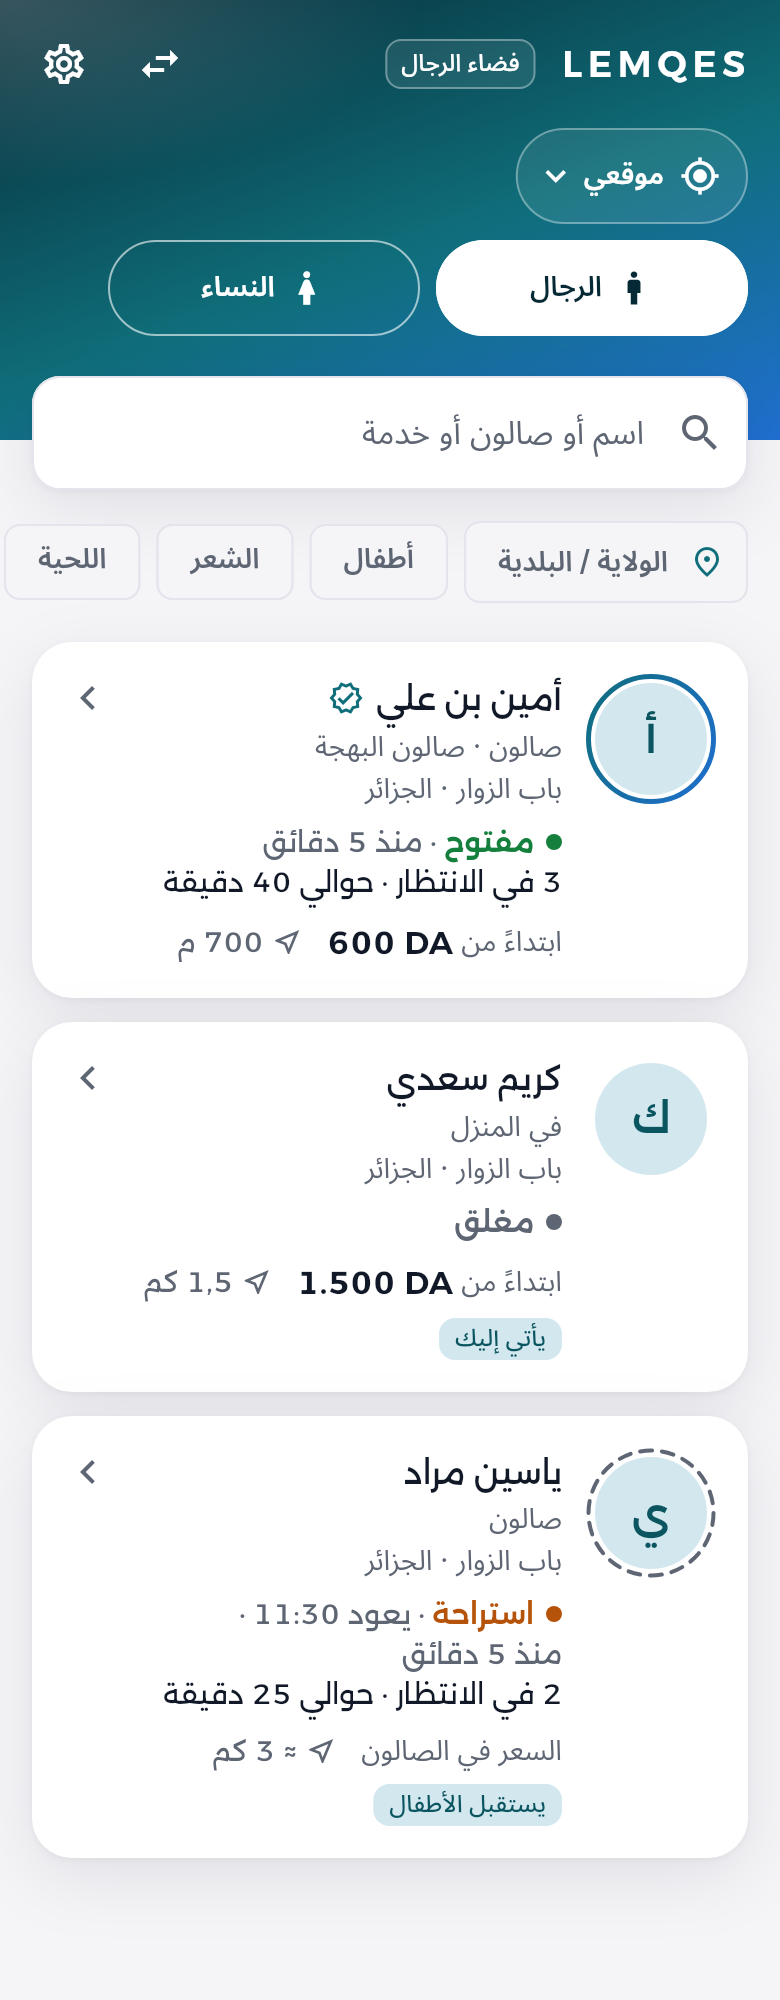 LEMQES فضاء الرجال
موقعي
الرجال النساء
اسم أو صالون أو خدمة
الولاية / البلدية أطفال الشعر اللحية
أ
أمين بن علي
صالون · صالون البهجة
باب الزوار · الجزائر
مفتوح · منذ 5 دقائق
3 في الانتظار · حوالي 40 دقيقة
ابتداءً من 600 DA 700 م
ك
كريم سعدي
في المنزل
باب الزوار · الجزائر
مغلق
ابتداءً من 1.500 DA 1,5 كم
يأتي إليك
ي
ياسين مراد
صالون
باب الزوار · الجزائر
استراحة · يعود 11:30 ·
منذ 5 دقائق
2 في الانتظار · حوالي 25 دقيقة
السعر في الصالون ≈ 3 كم
يستقبل الأطفال